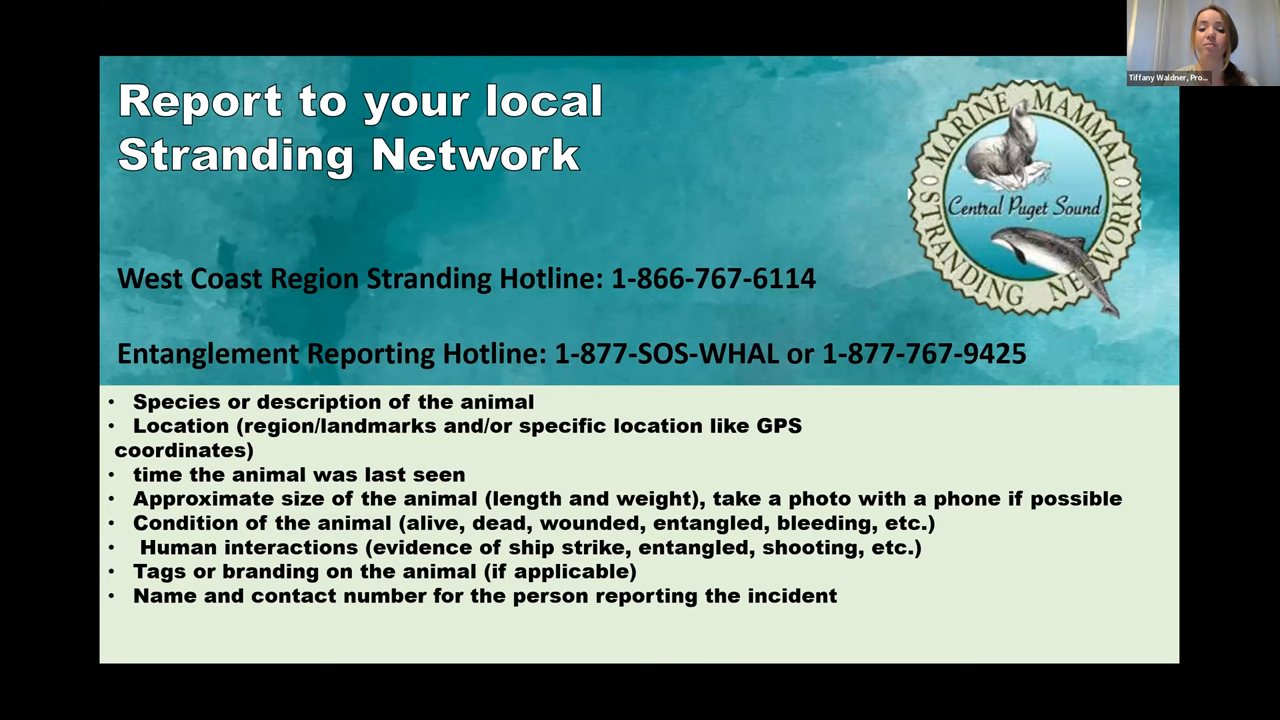 Tiffany Waldner, Pro...
Report to your local
Stranding Network
MARINE MAMMAL
Central Puget Sound
STRANDING NETWORK
West Coast Region Stranding Hotline: 1-866-767-6114
Entanglement Reporting Hotline: 1-877-SOS-WHAL or 1-877-767-9425
• Species or description of the animal
• Location (region/landmarks and/or specific location like GPS
coordinates)
• time the animal was last seen
• Approximate size of the animal (length and weight), take a photo with a phone if possible
• Condition of the animal (alive, dead, wounded, entangled, bleeding, etc.)
• Human interactions (evidence of ship strike, entangled, shooting, etc.)
• Tags or branding on the animal (if applicable)
• Name and contact number for the person reporting the incident